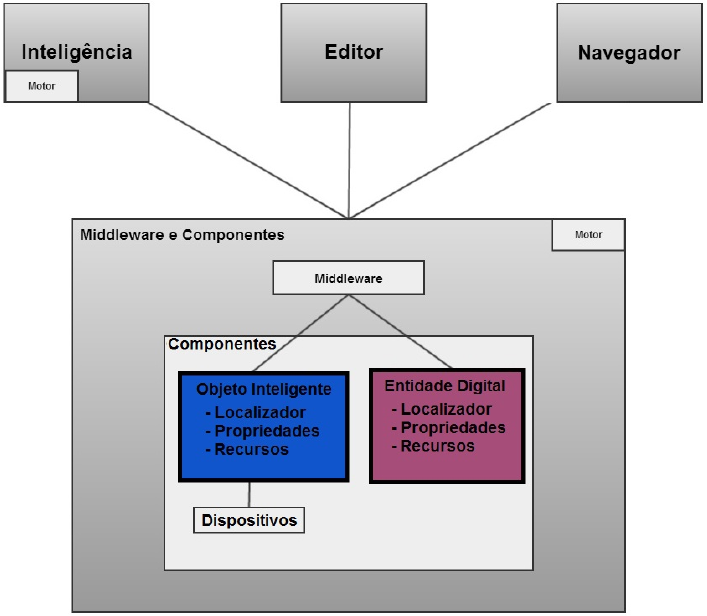 Inteligência
Motor
Editor
Navegador
Middleware e Componentes
Motor
Middleware
Componentes
Objeto Inteligente
- Localizador
- Propriedades
- Recursos
Entidade Digital
- Localizador
- Propriedades
- Recursos
Dispositivos